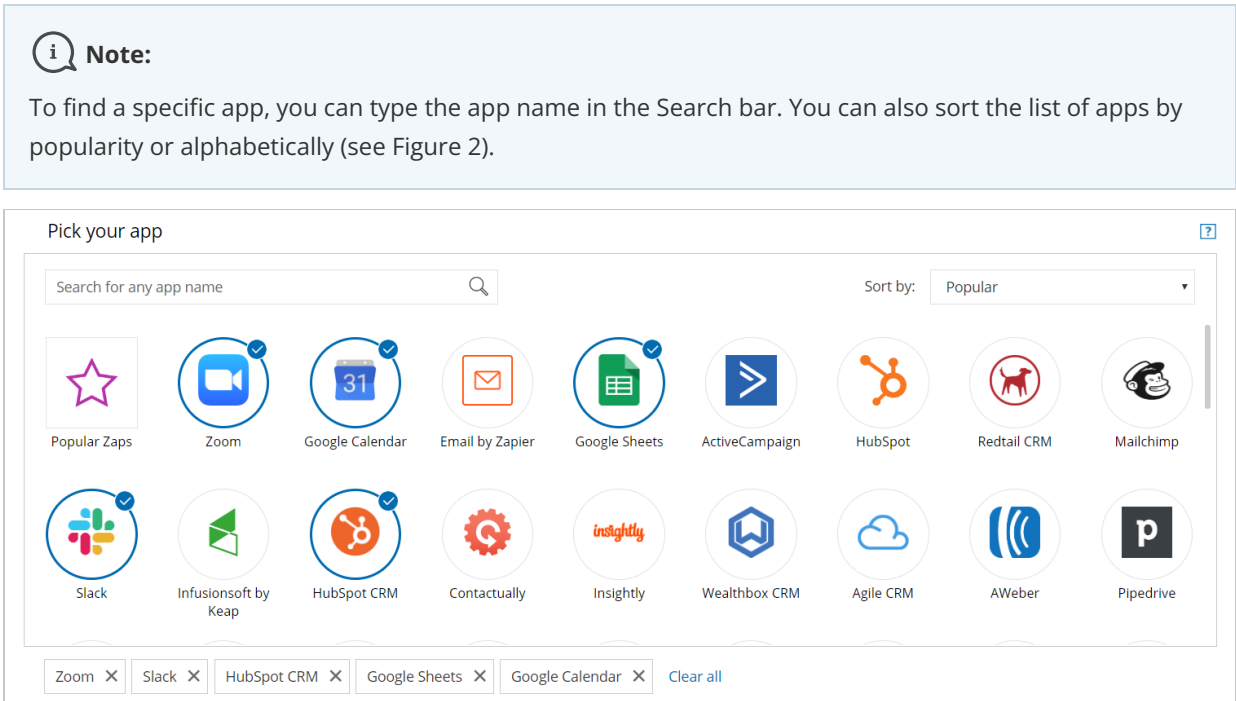 i
Note:
To find a specific app, you can type the app name in the Search bar. You can also sort the list of apps by
popularity or alphabetically (see Figure 2).
Pick your app
?
Search for any app name
Sort by:
Popular
31
Popular Zaps
Zoom
Google Calendar
Email by Zapier
Google Sheets
ActiveCampaign
HubSpot
Redtail CRM
Mailchimp
insightly
W
p
Slack
Infusionsoft by
Keap
HubSpot CRM
Contactually
Insightly
Wealthbox CRM
Agile CRM
AWeber
Pipedrive
Zoom
Slack
HubSpot CRM
Google Sheets
Google Calendar
Clear all